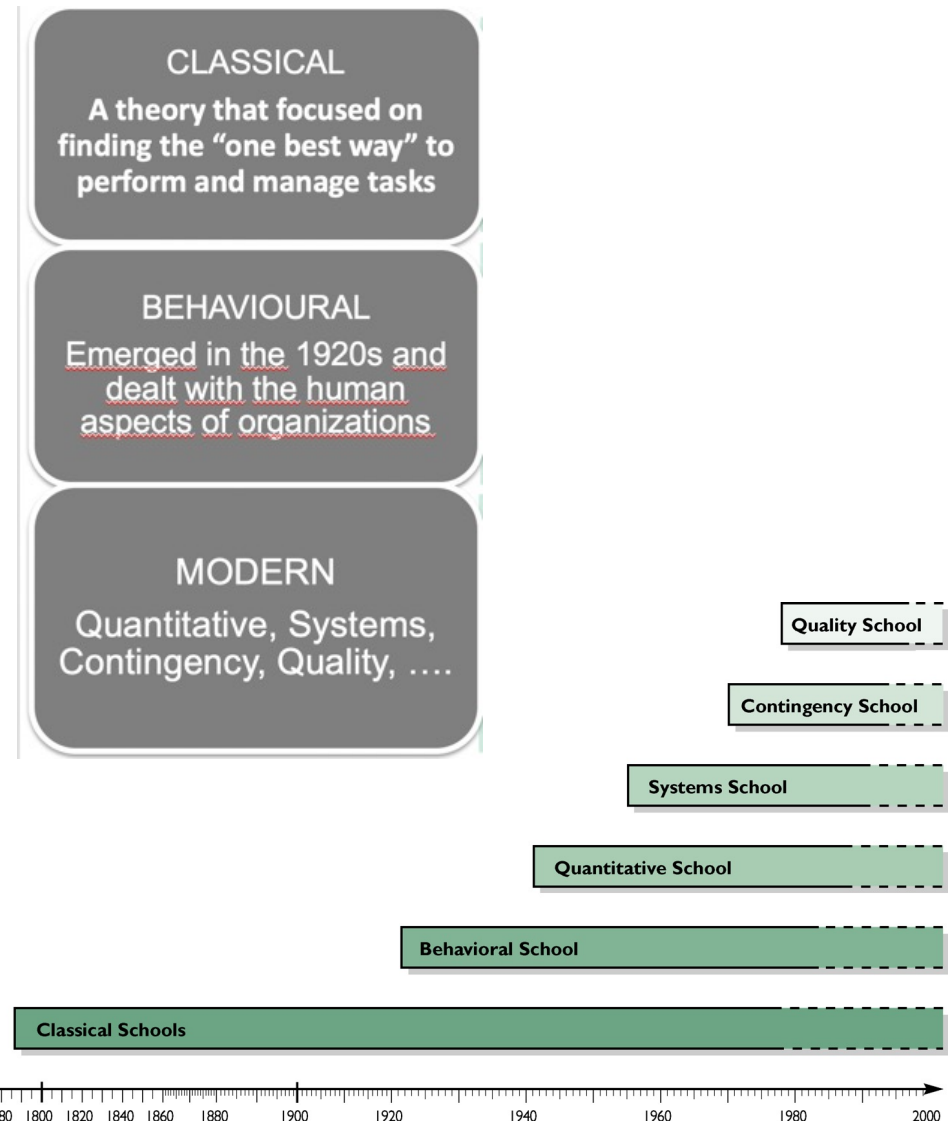 CLASSICAL
A theory that focused on
finding the “one best way” to
perform and manage tasks
BEHAVIOURAL
Emerged in the 1920s and
dealt with the human
aspects of organizations
MODERN
Quantitative, Systems,
Contingency, Quality, ….
Quality School
Contingency School
Systems School
Quantitative School
Behavioral School
Classical Schools
80 1800 1820 1840 1860 1880 1900 1920 1940 1960 1980 2000